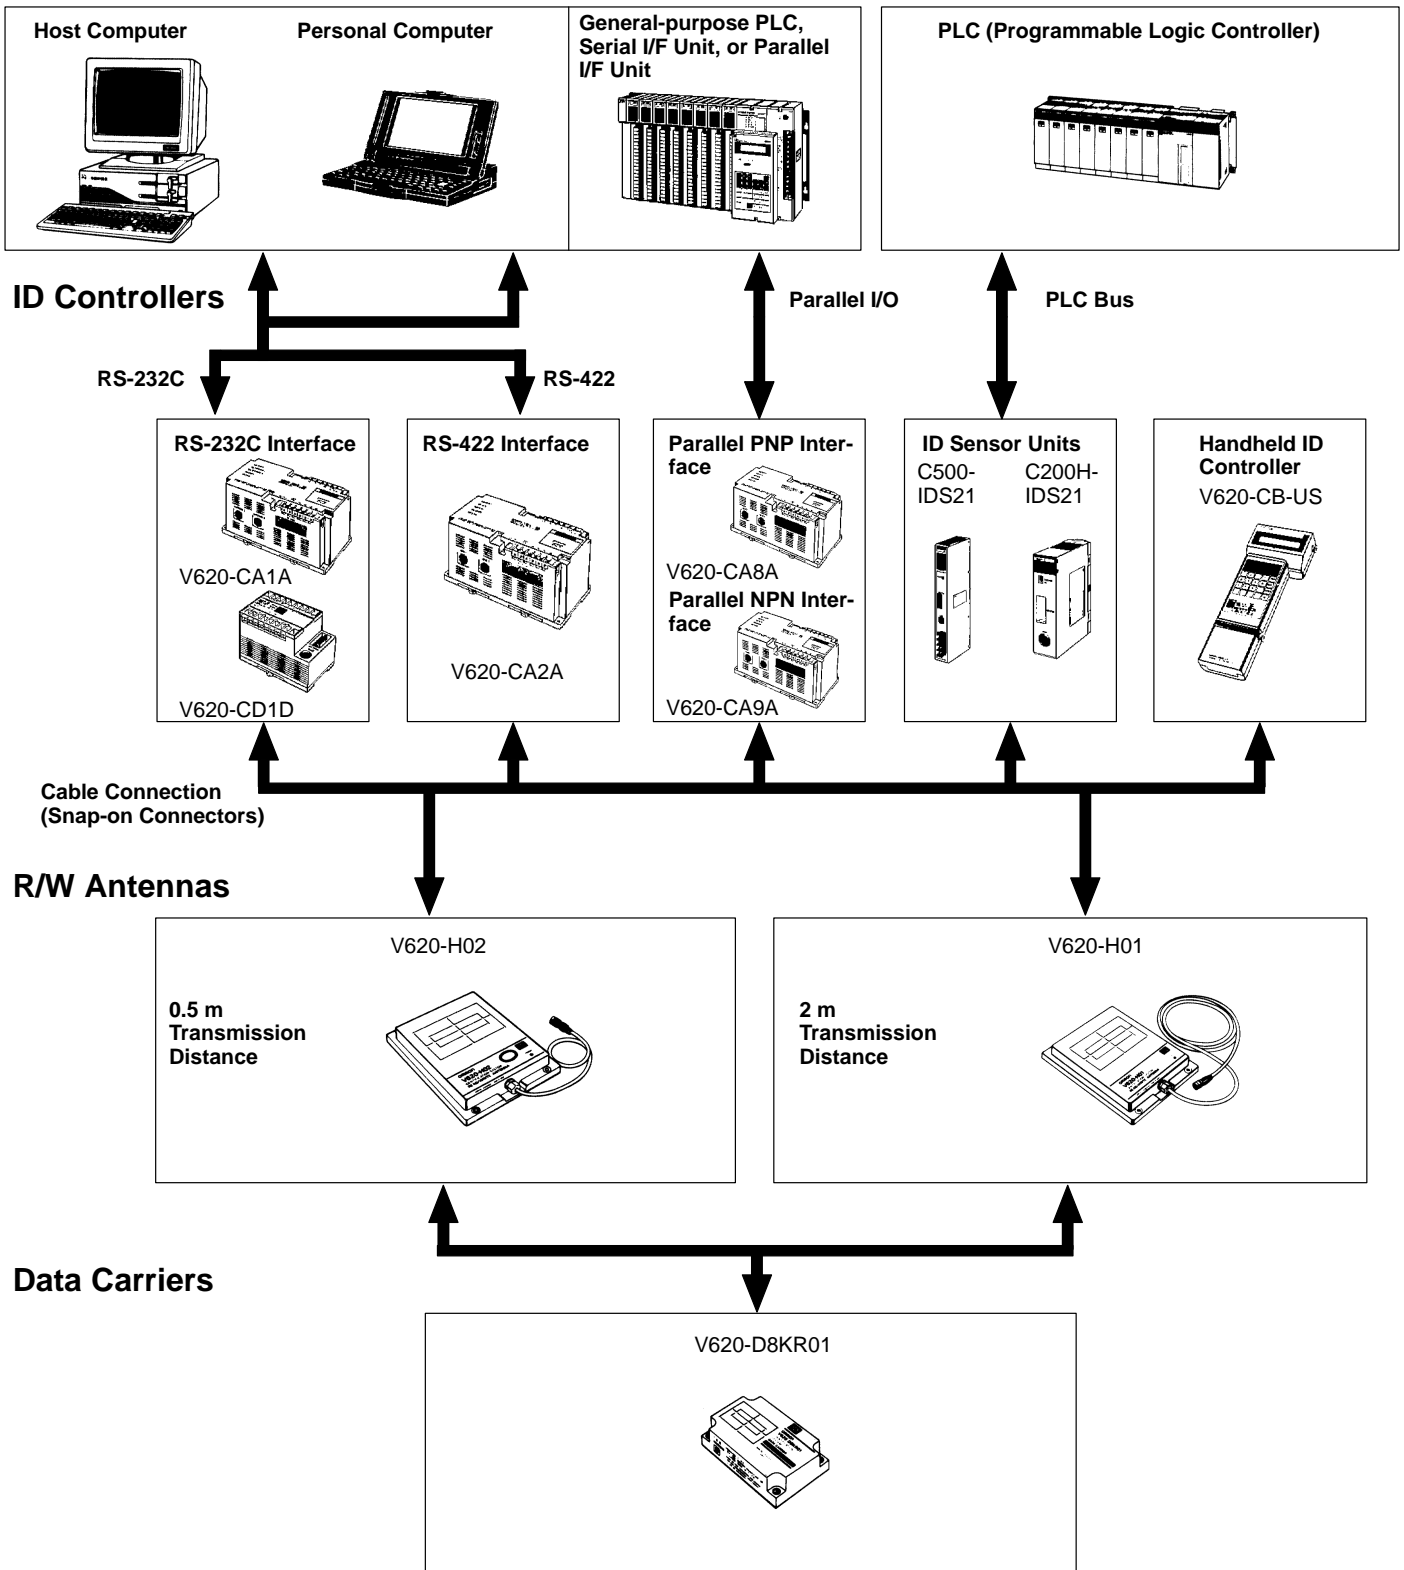 Host Computer
Personal Computer
General-purpose PLC,
Serial I/F Unit, or Parallel
I/F Unit
PLC (Programmable Logic Controller)
ID Controllers
Parallel I/O
PLC Bus
RS-232C
RS-422
RS-232C Interface
V620-CA1A
V620-CD1D
RS-422 Interface
V620-CA2A
Parallel PNP Inter-
face
V620-CA8A
Parallel NPN Inter-
face
V620-CA9A
ID Sensor Units
C500-
IDS21
C200H-
IDS21
Handheld ID
Controller
V620-CB-US
Cable Connection
(Snap-on Connectors)
R/W Antennas
V620-H02
0.5 m
Transmission
Distance
V620-H02
V620-H01
2 m
Transmission
Distance
V620-H01
Data Carriers
V620-D8KR01